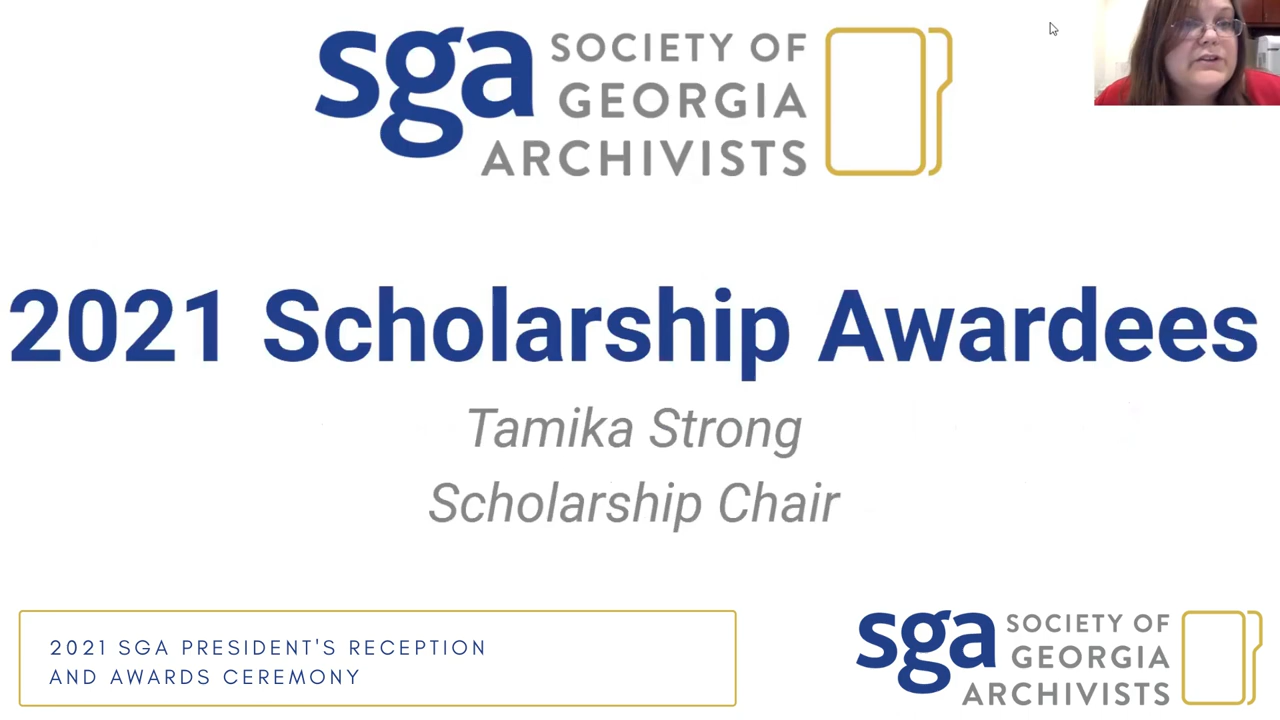 sga SOCIETY OF
GEORGIA
ARCHIVISTS
2021 Scholarship Awardees
Tamika Strong
Scholarship Chair
2021 SGA PRESIDENT'S RECEPTION
AND AWARDS CEREMONY
sga SOCIETY OF
GEORGIA
ARCHIVISTS